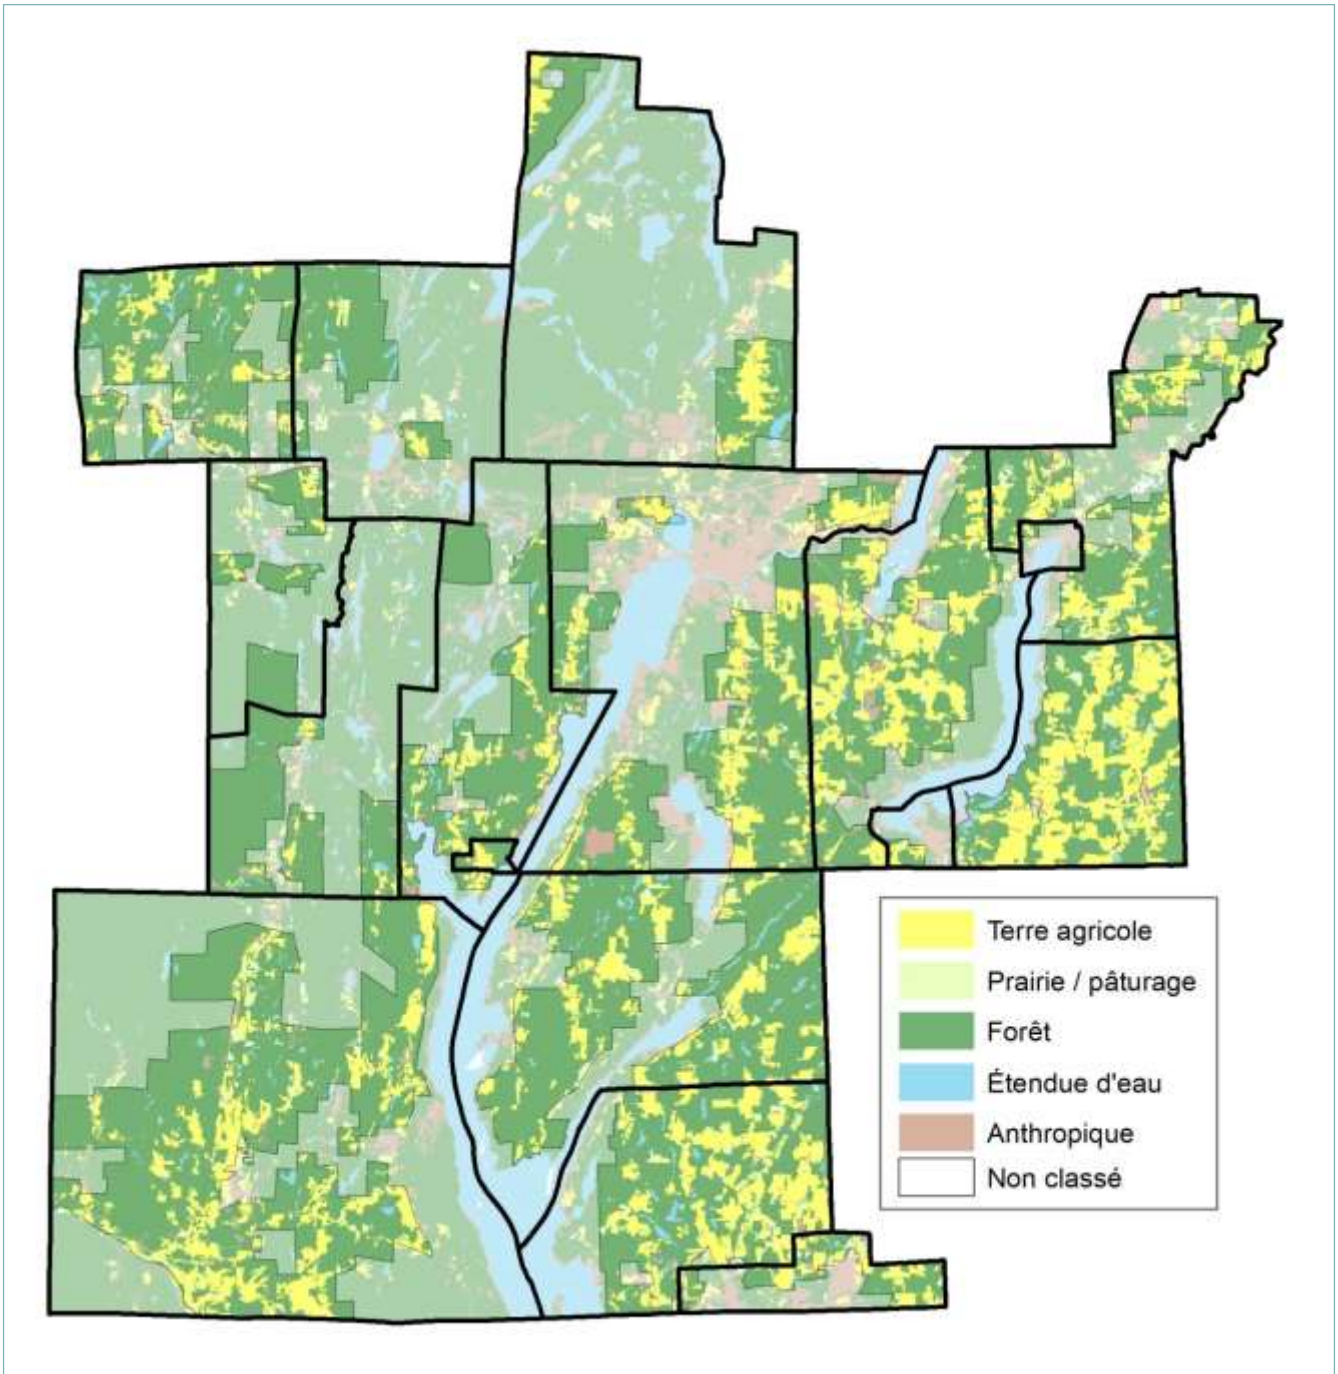 Terre agricole
Prairie / pâturage
Forêt
Étendue d'eau
Anthropique
Non classé